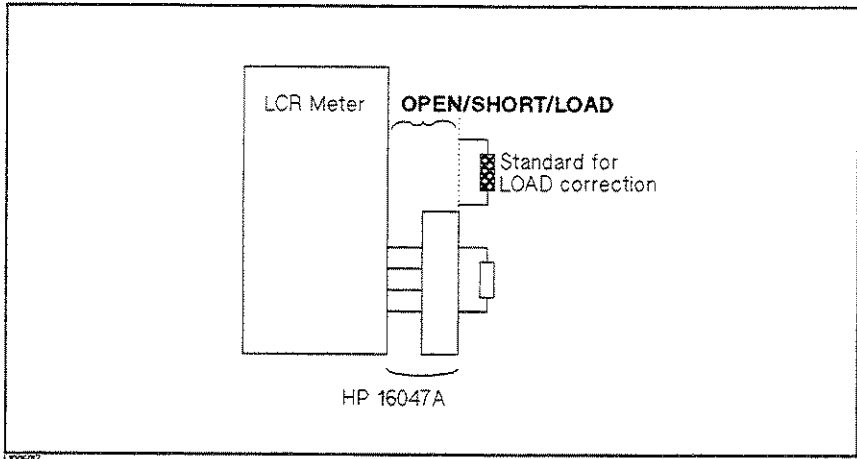 LCR Meter
OPEN/SHORT/LOAD
Standard for
LOAD correction
HP 16047A